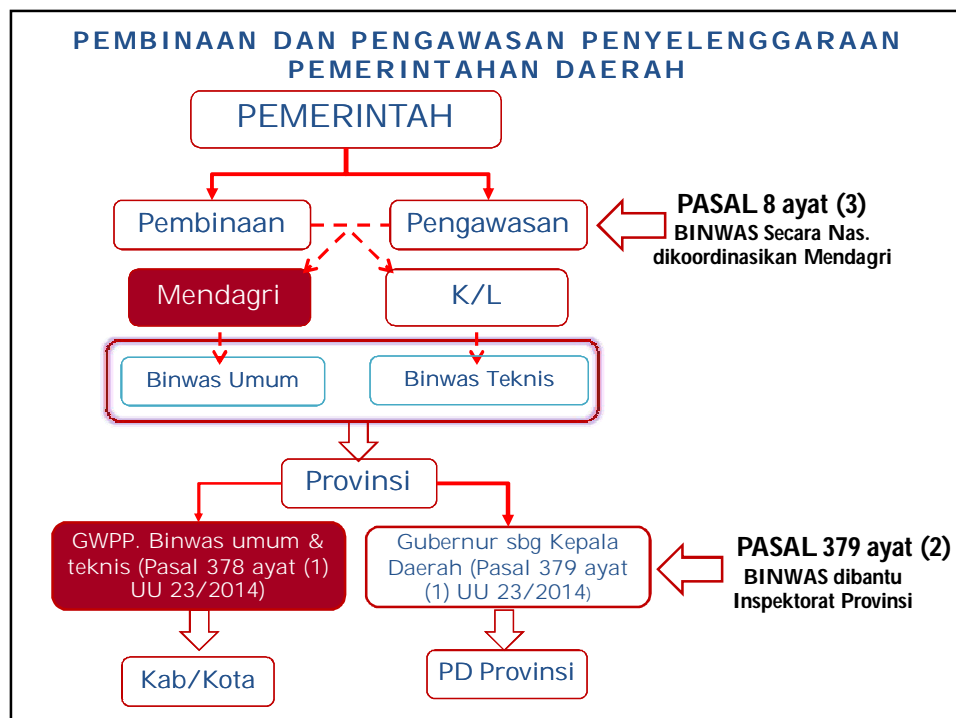 PEMBINAAN DAN PENGAWASAN PENYELENGGARAAN
PEMERINTAHAN DAERAH
PEMERINTAH
Pembinaan
Pengawasan
PASAL 8 ayat (3)
BINWAS Secara Nas.
dikoordinasikan Mendagri
Mendagri
K/L
Binwas Umum
Binwas Teknis
Provinsi
GWPP. Binwas umum &
teknis (Pasal 378 ayat (1)
UU 23/2014)
Gubernur sbg Kepala
Daerah (Pasal 379 ayat
(1) UU 23/2014)
PASAL 379 ayat (2)
BINWAS dibantu
Inspektorat Provinsi
Kab/Kota
PD Provinsi